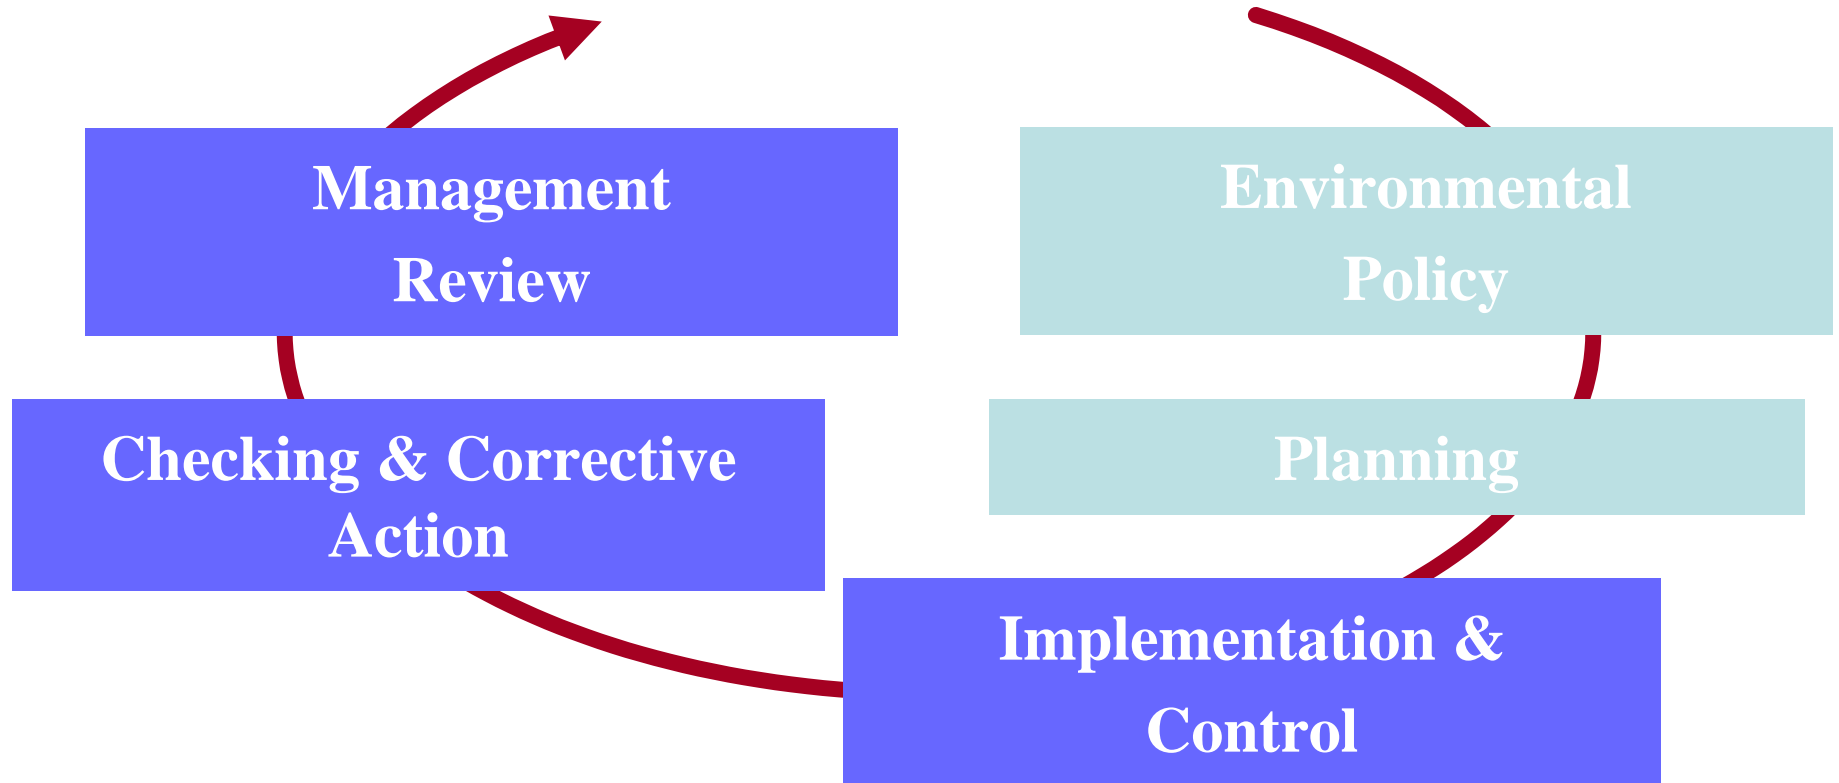 Management
Review
Environmental
Policy
Checking & Corrective
Action
Planning
Implementation &
Control